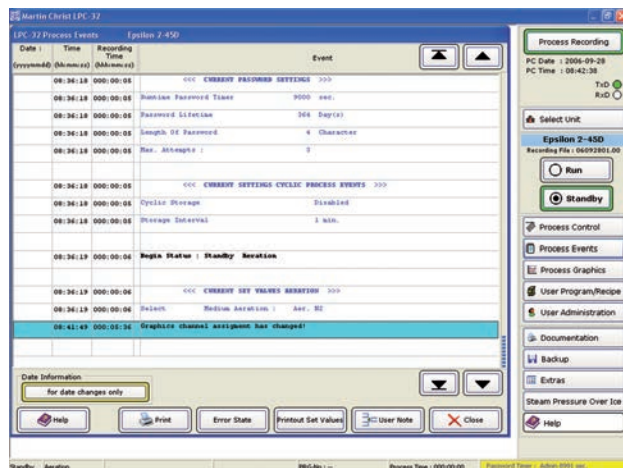 Martin Christ LPC-32
LPC-32 Process Events Epsilon 2-45D
Date : Time Recording Time Event
(yyyymmdd) (hh:mm:ss) (hhh:mm:ss)
08:36:18 000:00:05 <<< CURRENT PASSWORD SETTINGS >>>
08:36:18 000:00:05 Runtime Password Timer 9000 sec.
08:36:18 000:00:05 Password Lifetime 364 Day(s)
08:36:18 000:00:05 Length Of Password 4 Character
08:36:18 000:00:05 Max. Attempts : 3
08:36:18 000:00:05 <<< CURRENT SETTINGS CYCLIC PROCESS EVENTS >>>
08:36:18 000:00:05 Cyclic Storage Disabled
08:36:18 000:00:05 Storage Interval 1 min.
08:36:19 000:00:06 Begin Status : Standby Aeration
08:36:19 000:00:06 <<< CURRENT SET VALUES AERATION >>>
08:36:19 000:00:06 Select Medium Aeration : Aer. N2
08:41:49 000:05:36 Graphics channel assigment has changed!
Date Information
for date changes only
Help
Print
Error State
Printout Set Values
User Note
Close
Process Recording
PC Date : 2006-09-28
PC Time : 08:42:38
TxD
RxD
Select Unit
Epsilon 2-45D
Recording File : 06092801.00
Run
Standby
Process Control
Process Events
Process Graphics
User Program/Recipe
User Administration
Documentation
Backup
Extras
Steam Pressure Over Ice
Help
Standby Aeration PRG-No : -- Process Time : 000:00:00 Password Time : Admn 8991 sec.